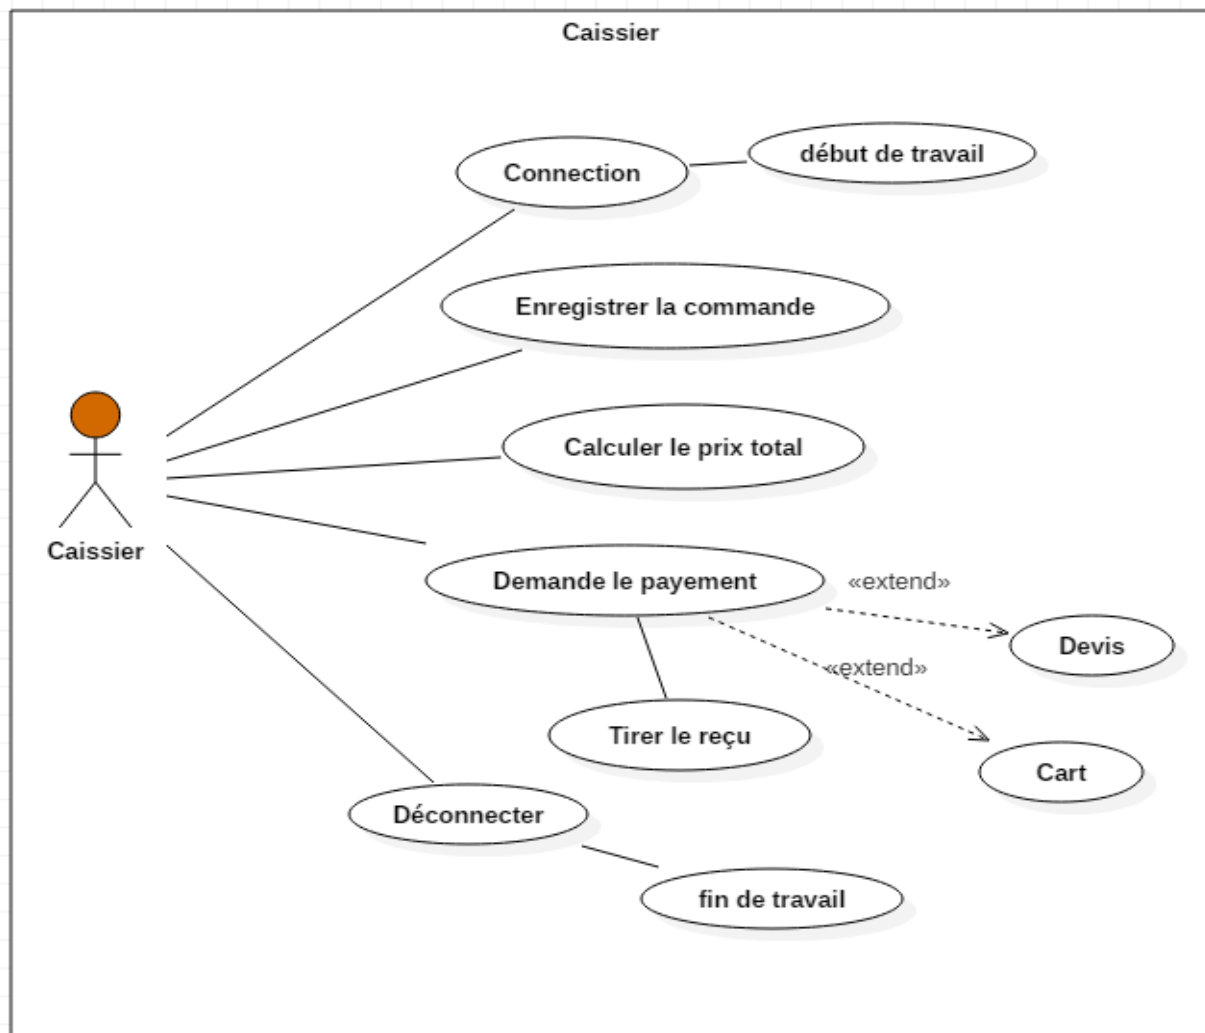 Caissier
Connection
début de travail
Enregistrer la commande
Calculer le prix total
Caissier
Demande le payement
«extend»
Devis
«extend»
Tirer le reçu
Cart
Déconnecter
fin de travail